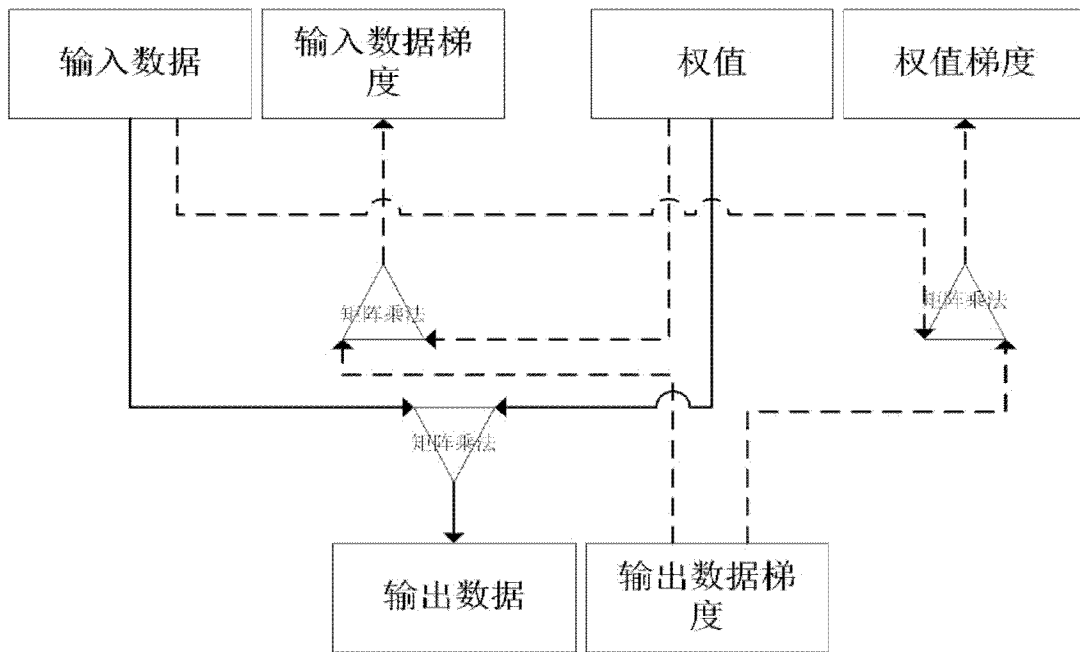 输入数据
输入数据梯
度
权值
权值梯度
矩阵乘法
矩阵乘法
矩阵乘法
输出数据
输出数据梯
度